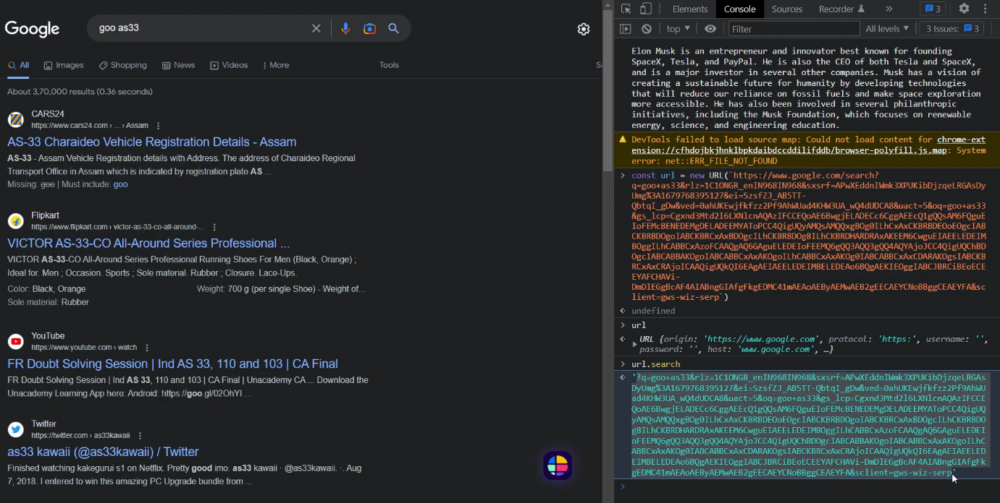 Google
goo as33
All Images Shopping News Videos More Tools Sa
About 3,70,000 results (0.36 seconds)
CARS24
https://www.cars24.com › ... › Assam
AS-33 Charaideo Vehicle Registration Details - Assam
AS-33 - Assam Vehicle Registration details with Address. The address of Charaideo Regional
Transport Office in Assam which is indicated by registration plate AS ...
Missing: goo | Must include: goo
Flipkart
https://www.flipkart.com › victor-as-33-co-all-around-...
VICTOR AS-33-CO All-Around Series Professional ...
VICTOR AS-33-CO All-Around Series Professional Running Shoes For Men (Black, Orange) ;
Ideal for. Men ; Occasion. Sports ; Sole material. Rubber ; Closure. Lace-Ups.
Color: Black, Orange Weight: 700 g (per single Shoe) - Weight of...
Sole material: Rubber
YouTube
https://www.youtube.com › watch
FR Doubt Solving Session | Ind AS 33, 110 and 103 | CA Final
FR Doubt Solving Session | Ind AS 33, 110 and 103 | CA Final | Unacademy CA ... Download the
Unacademy Learning App here: Android: https://goo.gl/02OhYI ...
Twitter
https://twitter.com › as33kawaii
as33 kawaii (@as33kawaii) / Twitter
Finished watching kakegurui s1 on Netflix. Pretty good imo. as33 kawaii · @as33kawaii. ·. Aug
7, 2018. I entered to win this amazing PC Upgrade bundle from ...
Elements Console Sources Recorder » 3
top Filter All levels 3 Issues: 3
Elon Musk is an entrepreneur and innovator best known for founding
SpaceX, Tesla, and PayPal. He is also the CEO of both Tesla and SpaceX,
and is a major investor in several other companies. Musk has a vision of
creating a sustainable future for humanity by developing technologies
that will reduce our reliance on fossil fuels and make space exploration
more accessible. He has also been involved in several philanthropic
initiatives, including the Musk Foundation, which focuses on renewable
energy, science, and engineering education.
DevTools failed to load source map: Could not load content for chrome-ext
ension://cfhdojbkjhnklbpkdaibdccddilifddb/browser-polyfill.js.map: System
error: net::ERR_FILE_NOT_FOUND
const url = new URL(`https://www.google.com/search?
q=goo+as33&rlz=1C1ONGR_enIN968IN968&sxsrf=APwXEddnIWmk3XPUKibDjzqeLRGAsDy
Umg%3A1679768395127&ei=SzsfZJ_AB5TT-
QbtqI_gDw&ved=0ahUKEwjfkfzz2Pf9AhWUad4KHW3UA_wQ4dUDCA8&uact=5&oq=goo+as33
lient=gws-wiz-serp`)
undefined
url
URL {origin: 'https://www.google.com', protocol: 'https:', username: '',
password: '', host: 'www.google.com', …}
url.search
'?q=goo+as33&rlz=1C1ONGR_enIN968IN968&sxsrf=APwXEddnIWmk3XPUKibDjzqeLRGAs
DyUmg%3A1679768395127&ei=SzsfZJ_AB5TT-QbtqI_gDw&ved=0ahUKEwjfkfzz2Pf9AhWU
gEDMC41mAEAoAEByAEMwAEB2gEECAEYCNoBBggCEAEYFA&sclient=gws-wiz-serp'